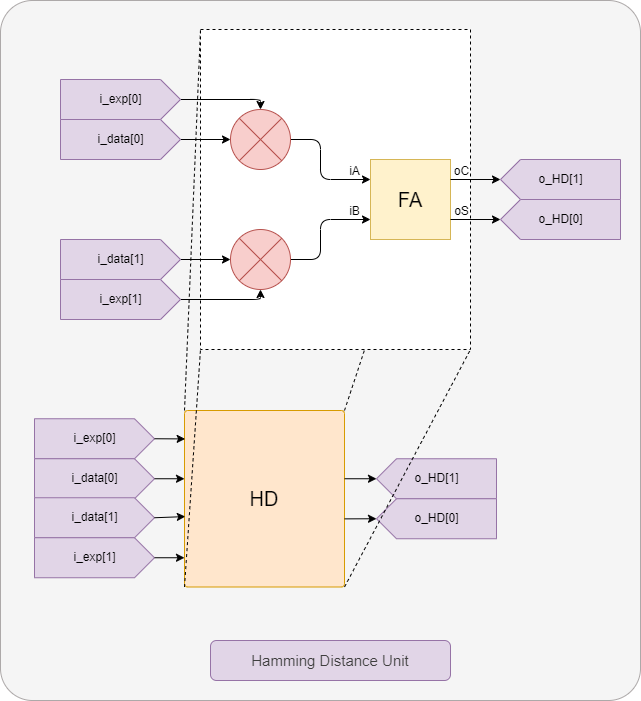 i_exp[0]
i_data[0]
iA
oC
o_HD[1]
FA
iB
oS
o_HD[0]
i_data[1]
i_exp[1]
i_exp[0]
i_data[0]
o_HD[1]
HD
i_data[1]
o_HD[0]
i_exp[1]
Hamming Distance Unit